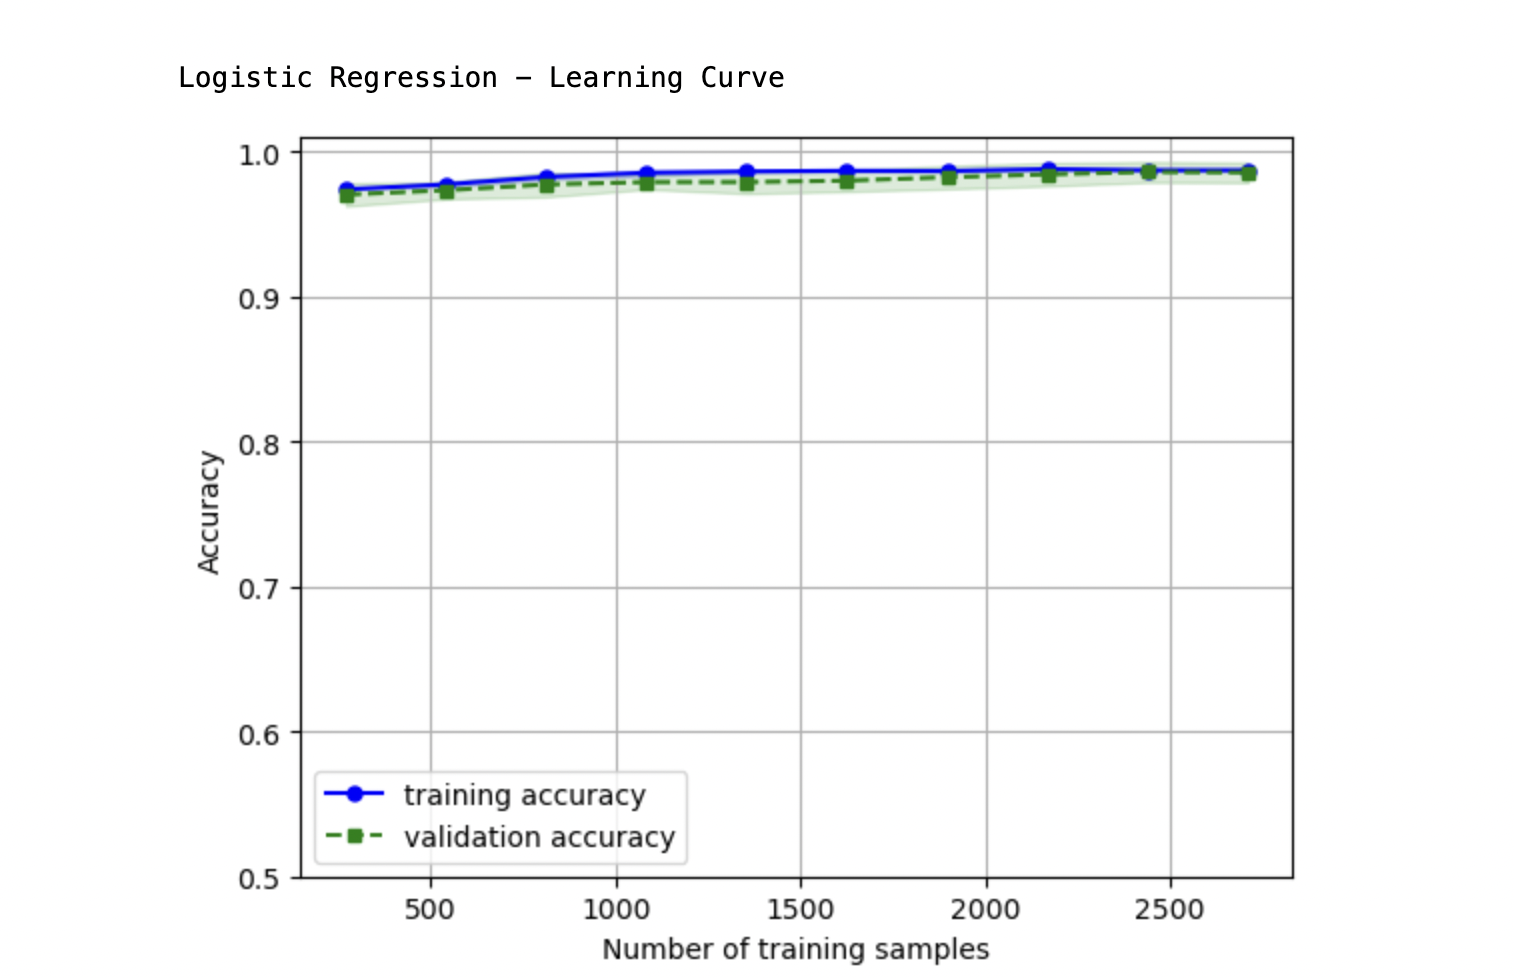 Logistic Regression – Learning Curve
1.0
0.9
0.8
0.7
0.6
0.5
Accuracy
training accuracy
validation accuracy
500 1000 1500 2000 2500
Number of training samples